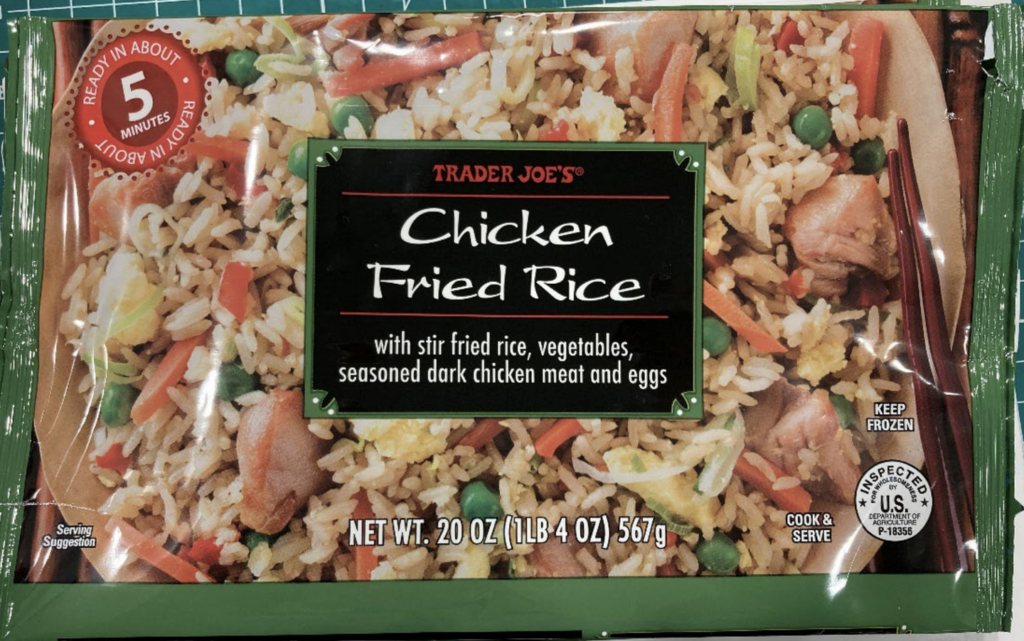 READY IN ABOUT
5
MINUTES
READY IN ABOUT
TRADER JOE'S®
Chicken
Fried Rice
with stir fried rice, vegetables,
seasoned dark chicken meat and eggs
KEEP
FROZEN
INSPECTED
FOR WHOLESOMENESS
BY
U.S.
DEPARTMENT OF
AGRICULTURE
P-18356
COOK &
SERVE
Serving
Suggestion
NET WT. 20 OZ (1LB 4 OZ) 567g